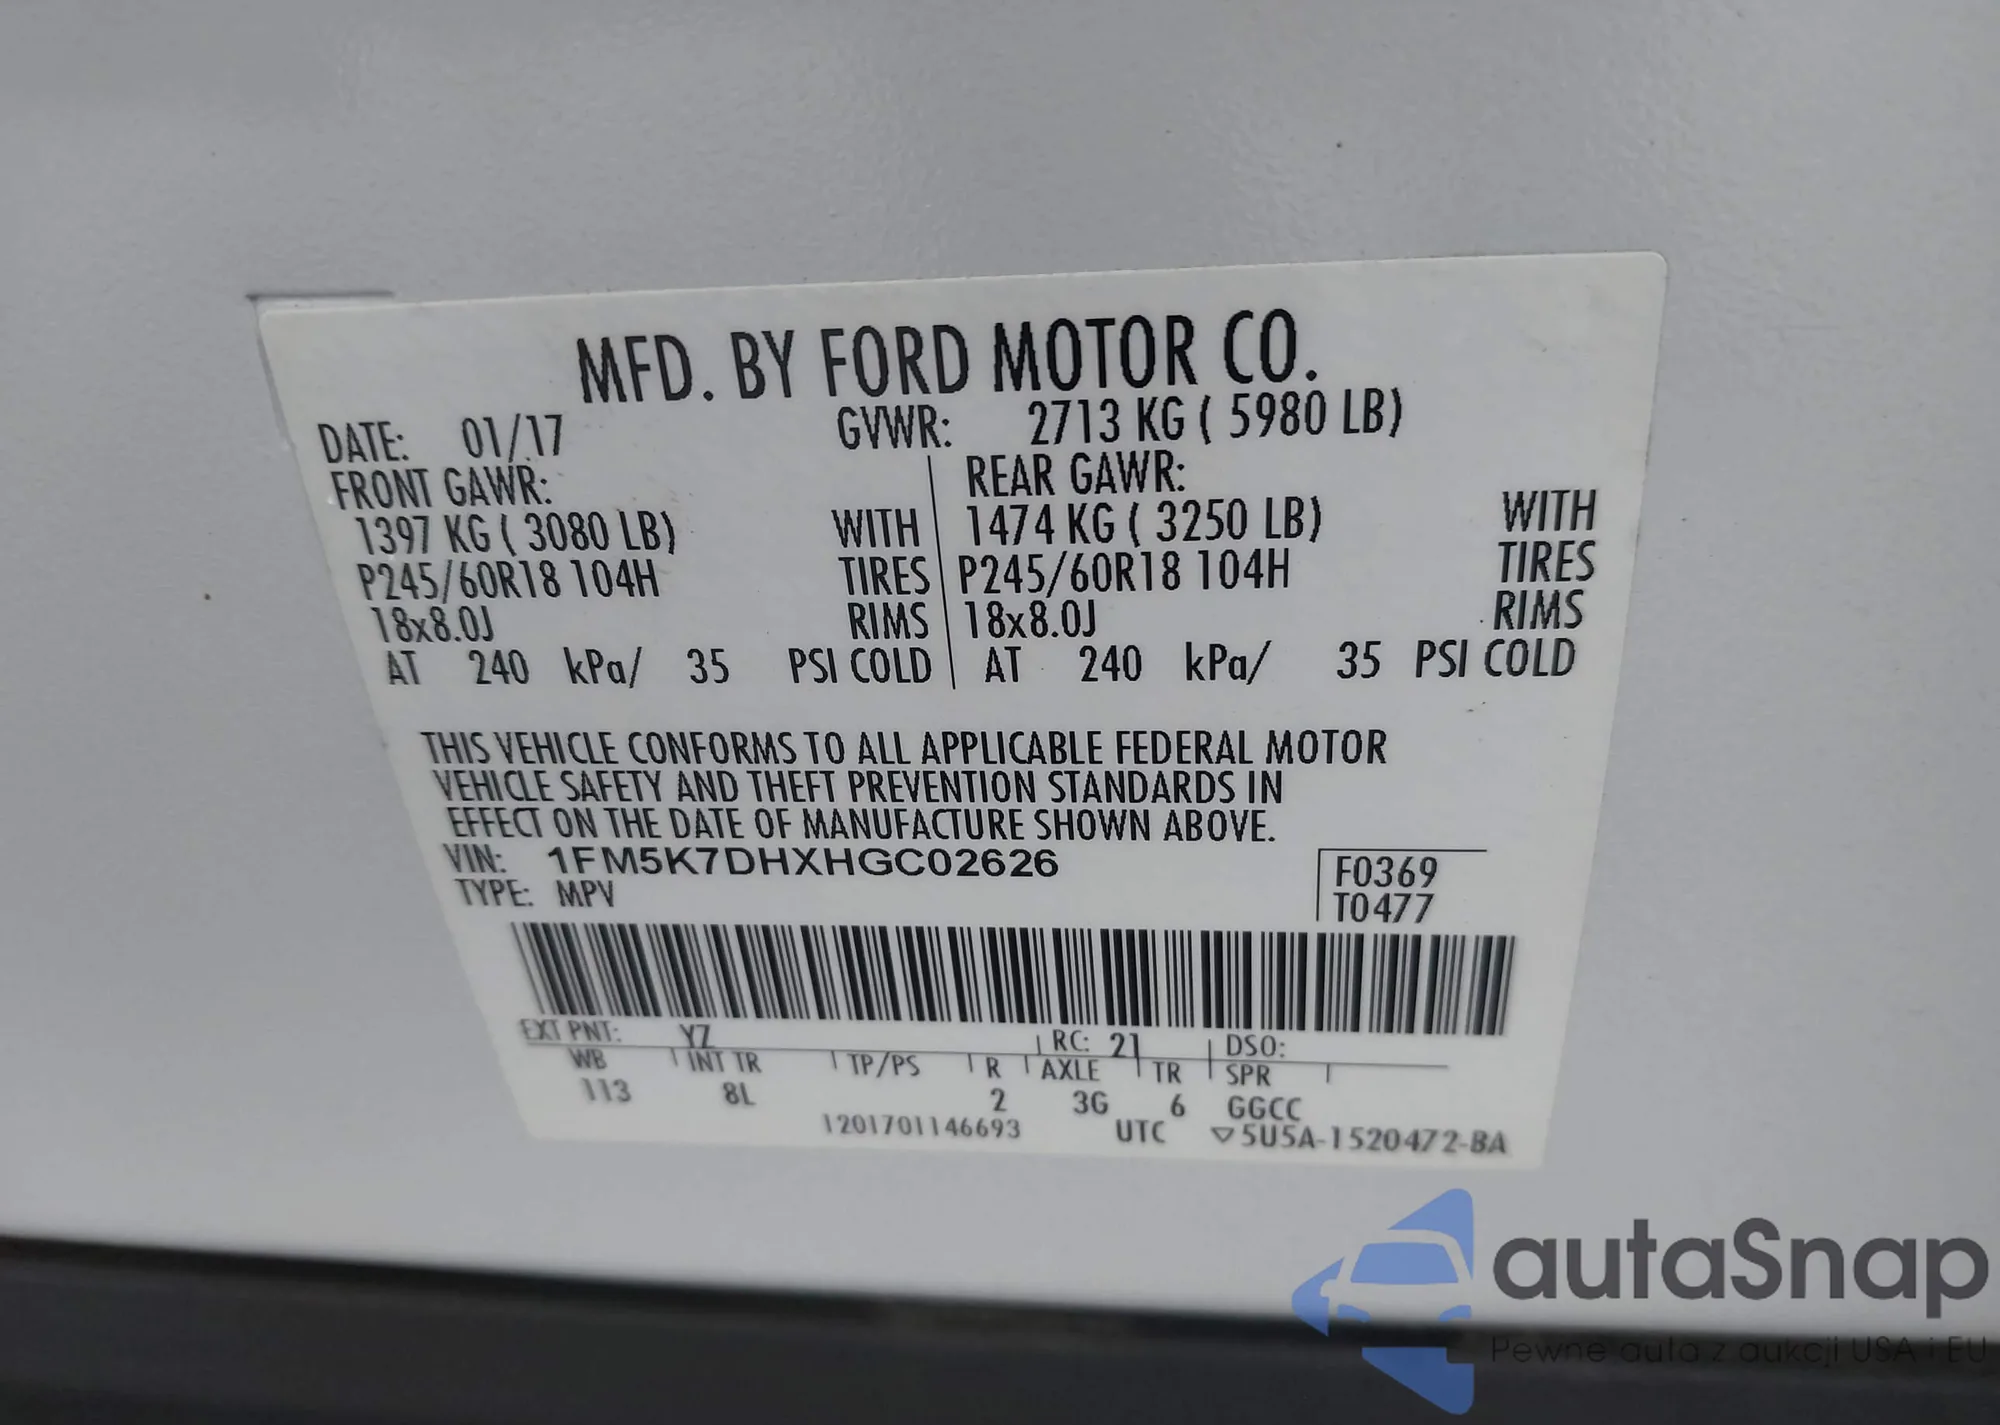 MFD. BY FORD MOTOR CO.
DATE: 01/17 GVWR: 2713 KG ( 5980 LB)
FRONT GAWR: REAR GAWR:
1397 KG ( 3080 LB) WITH 1474 KG ( 3250 LB) WITH
P245/60R18 104H TIRES P245/60R18 104H TIRES
18x8.0J RIMS 18x8.0J RIMS
AT 240 kPa/ 35 PSI COLD AT 240 kPa/ 35 PSI COLD
THIS VEHICLE CONFORMS TO ALL APPLICABLE FEDERAL MOTOR
VEHICLE SAFETY AND THEFT PREVENTION STANDARDS IN
EFFECT ON THE DATE OF MANUFACTURE SHOWN ABOVE.
VIN: 1FM5K7DHXHGC02626 F0369
TYPE: MPV T0477
EXT PNT: YZ RC: 21 DSO:
WB INT TR TP/PS R AXLE TR SPR
113 8L 2 3G 6 GGCC
1201701146693 UTC ▽5U5A-1520472-BA
autaSnap
Pewne auta z aukcji USA i EU